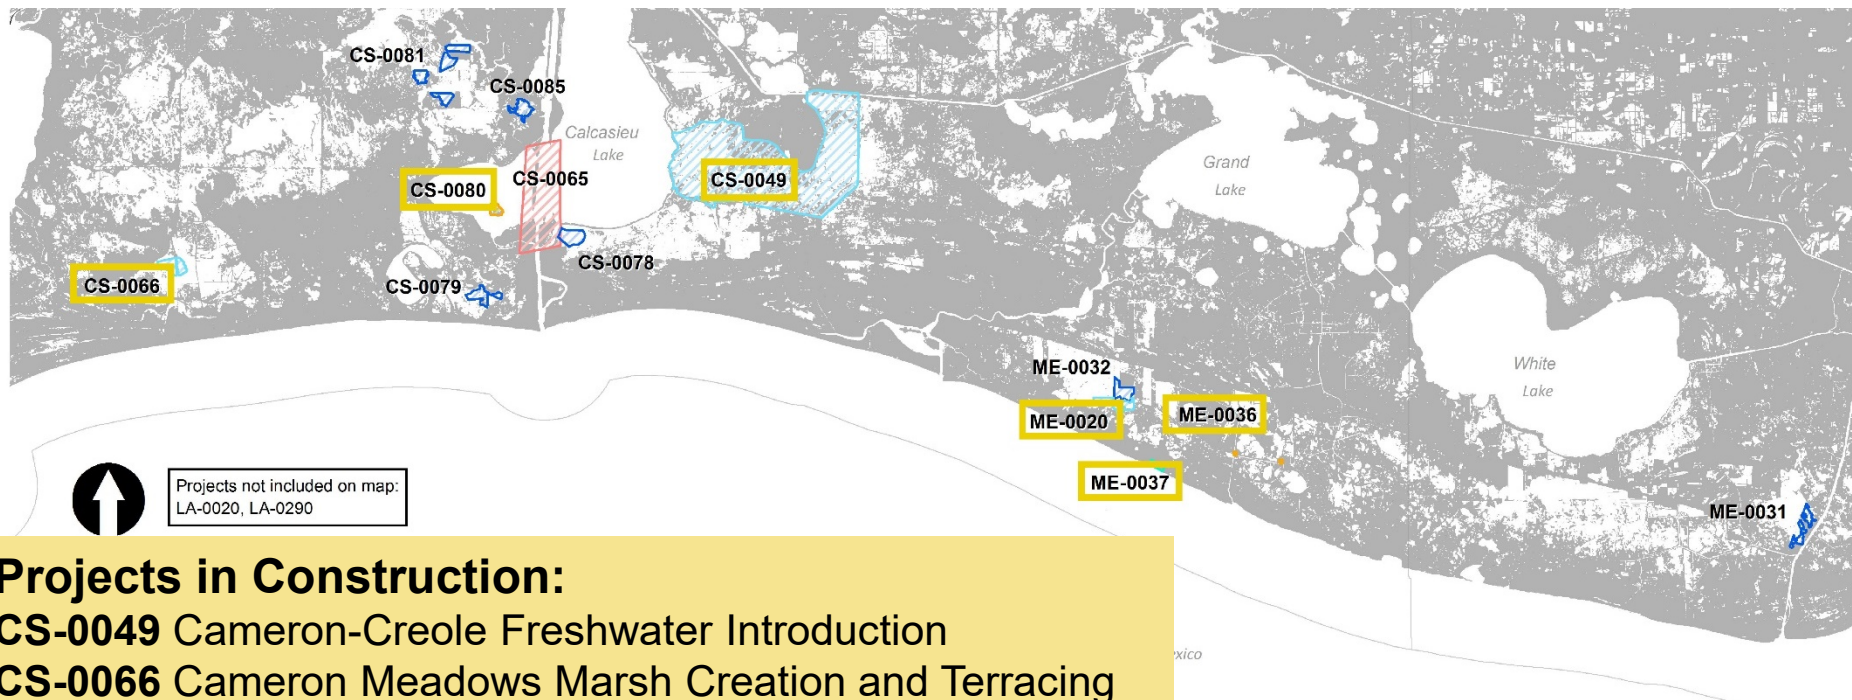 CS-0081
CS-0085
Calcasieu
Lake
CS-0080
CS-0065
CS-0049
Grand
Lake
CS-0066
CS-0079
CS-0078
ME-0032
White
Lake
ME-0020
ME-0036
ME-0037
ME-0031
Projects not included on map:
LA-0020, LA-0290
Projects in Construction:
CS-0049 Cameron-Creole Freshwater Introduction
CS-0066 Cameron Meadows Marsh Creation and Terracing
xico